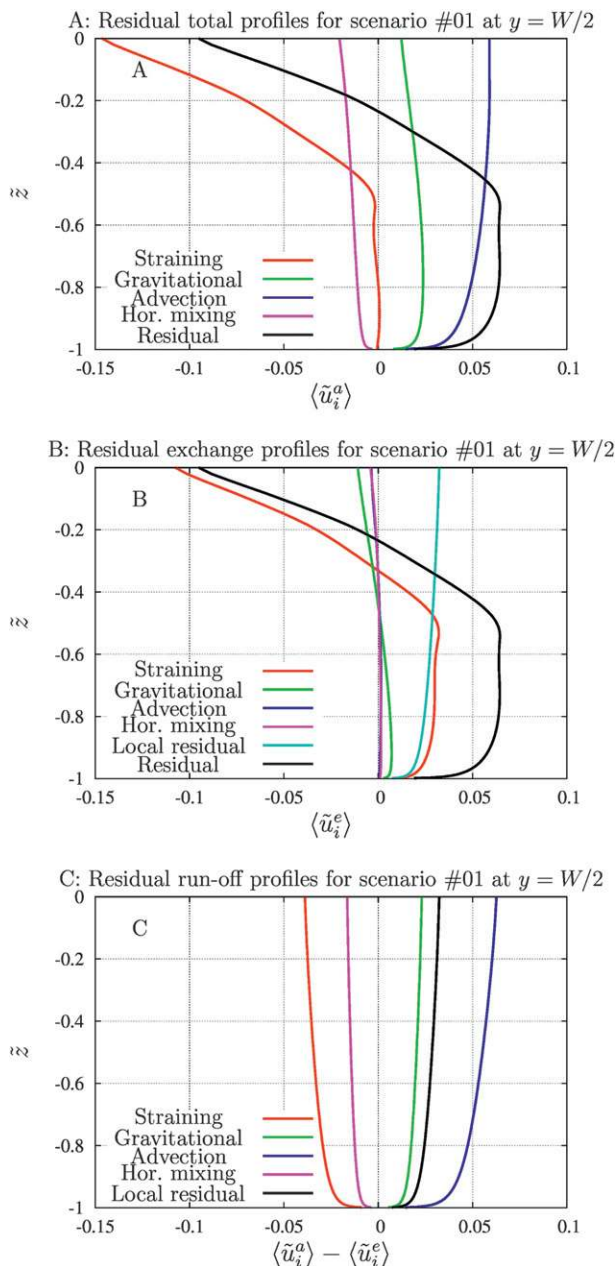 A: Residual total profiles for scenario #01 at y = W/2
0
A
-0.2
-0.4
z̃
-0.6
Straining
Gravitational
-0.8
Advection
Hor. mixing
Residual
-1
-0.15 -0.1 -0.05 0 0.05 0.1
⟨ũᵢᵃ⟩
B: Residual exchange profiles for scenario #01 at y = W/2
0
B
-0.2
-0.4
z̃
-0.6
Straining
Gravitational
-0.8
Advection
Hor. mixing
Local residual
Residual
-1
-0.15 -0.1 -0.05 0 0.05 0.1
⟨ũᵢᵉ⟩
C: Residual run-off profiles for scenario #01 at y = W/2
0
C
-0.2
-0.4
z̃
-0.6
Straining
Gravitational
-0.8
Advection
Hor. mixing
Local residual
-1
-0.15 -0.1 -0.05 0 0.05 0.1
⟨ũᵢᵃ⟩ − ⟨ũᵢᵉ⟩